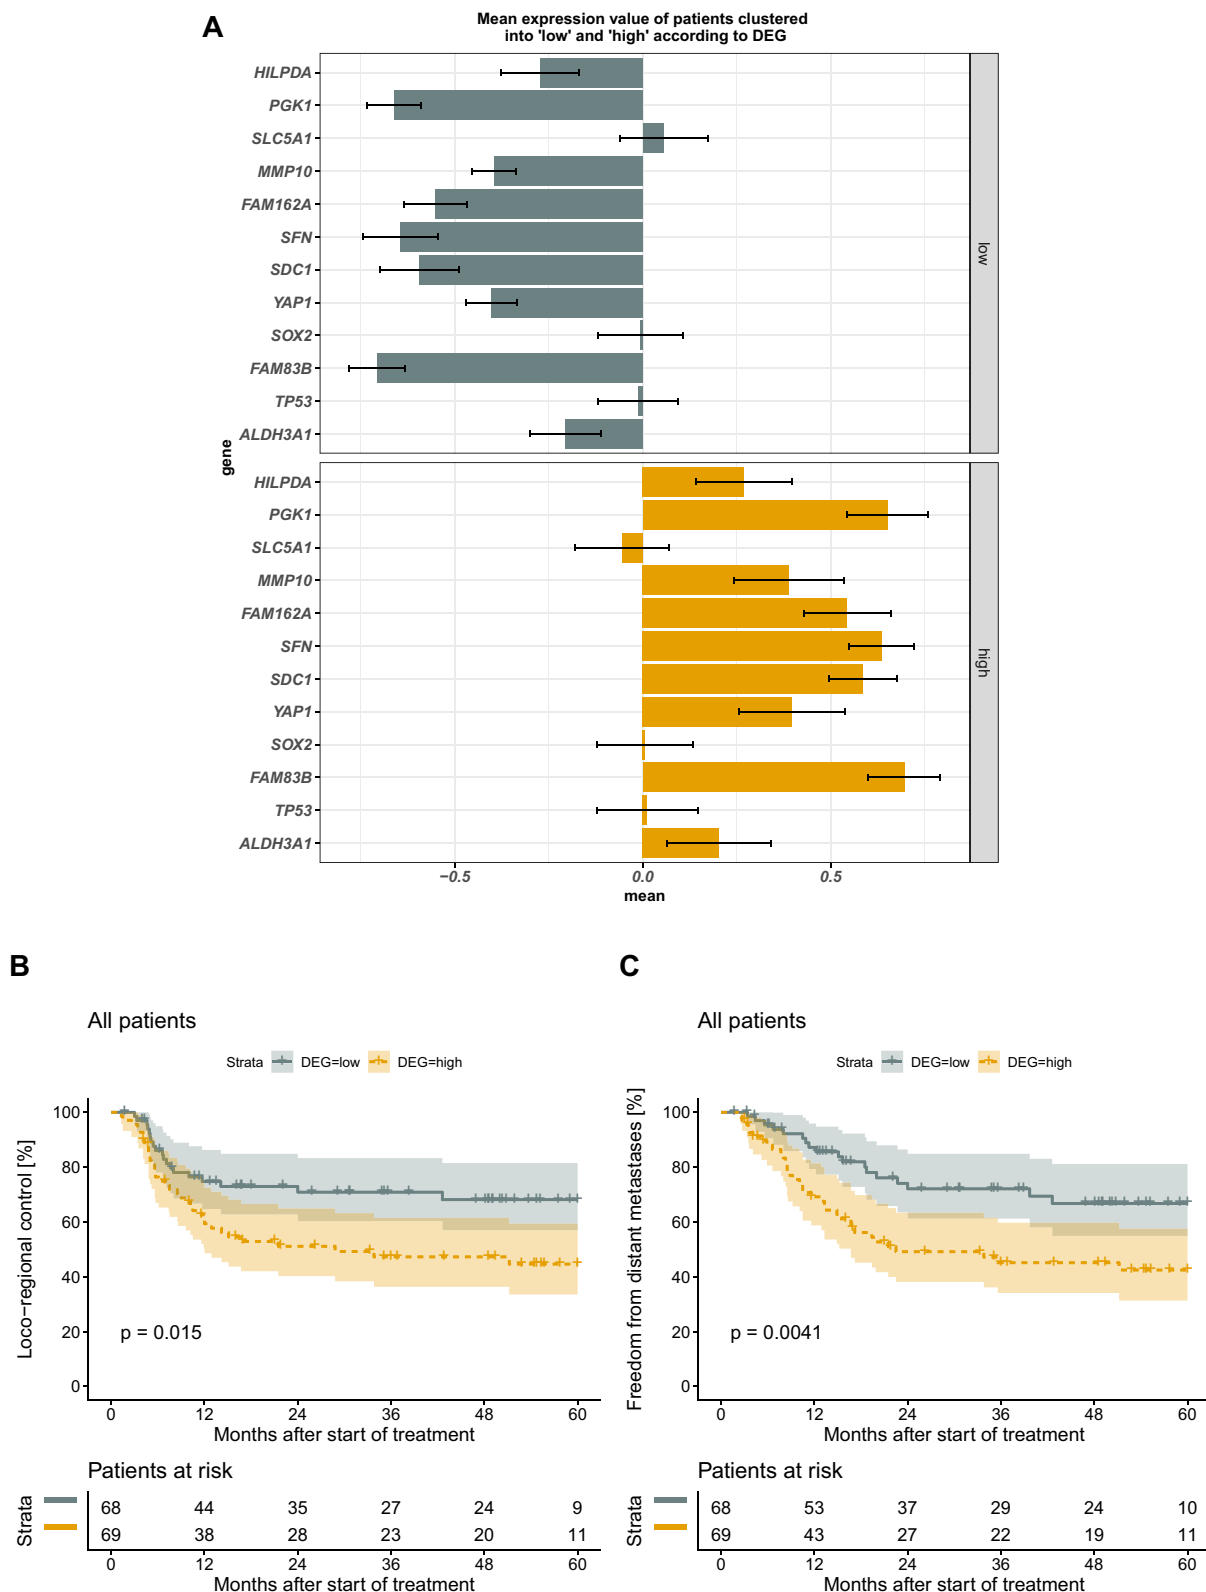 A
Mean expression value of patients clustered
into 'low' and 'high' according to DEG
HILPDA
PGK1
SLC5A1
MMP10
FAM162A
SFN
SDC1
YAP1
SOX2
FAM83B
TP53
ALDH3A1
low
gene
HILPDA
PGK1
SLC5A1
MMP10
FAM162A
SFN
SDC1
YAP1
SOX2
FAM83B
TP53
ALDH3A1
high
−0.5 0.0 0.5
mean
B
All patients
Strata DEG=low DEG=high
Loco−regional control [%]
100
80
60
40
20
0
p = 0.015
0 12 24 36 48 60
Months after start of treatment
Patients at risk
Strata
68 44 35 27 24 9
69 38 28 23 20 11
0 12 24 36 48 60
Months after start of treatment
C
All patients
Strata DEG=low DEG=high
Freedom from distant metastases [%]
100
80
60
40
20
0
p = 0.0041
0 12 24 36 48 60
Months after start of treatment
Patients at risk
Strata
68 53 37 29 24 10
69 43 27 22 19 11
0 12 24 36 48 60
Months after start of treatment